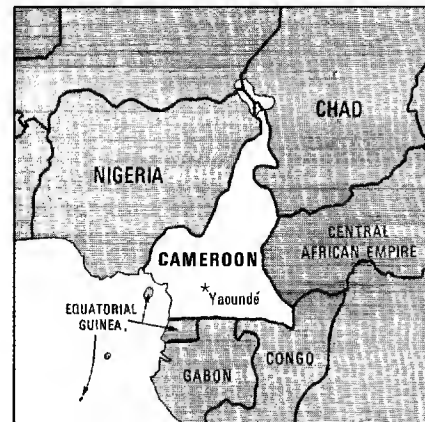 CHAD
NIGERIA
CENTRAL
AFRICAN EMPIRE
CAMEROON
*Yaoundé
EQUATORIAL
GUINEA
CONGO
GABON